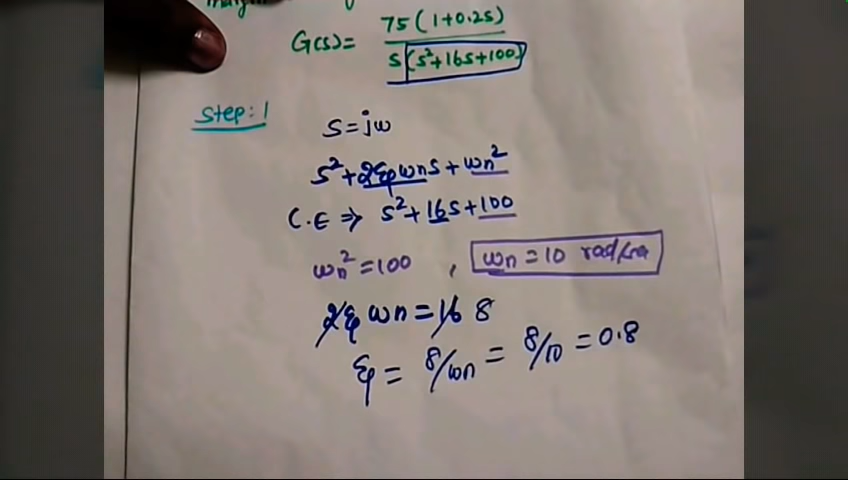 G(s)= 75(1+0.2s) / s(s²+16s+100)
Step:1
s=jω
s²+2ξωns+ωn²
C.E ⇒ s²+16s+100
ωn²=100 , ωn=10 rad/sec
2ξωn=16 8
ξ= 8/ωn = 8/10 = 0.8